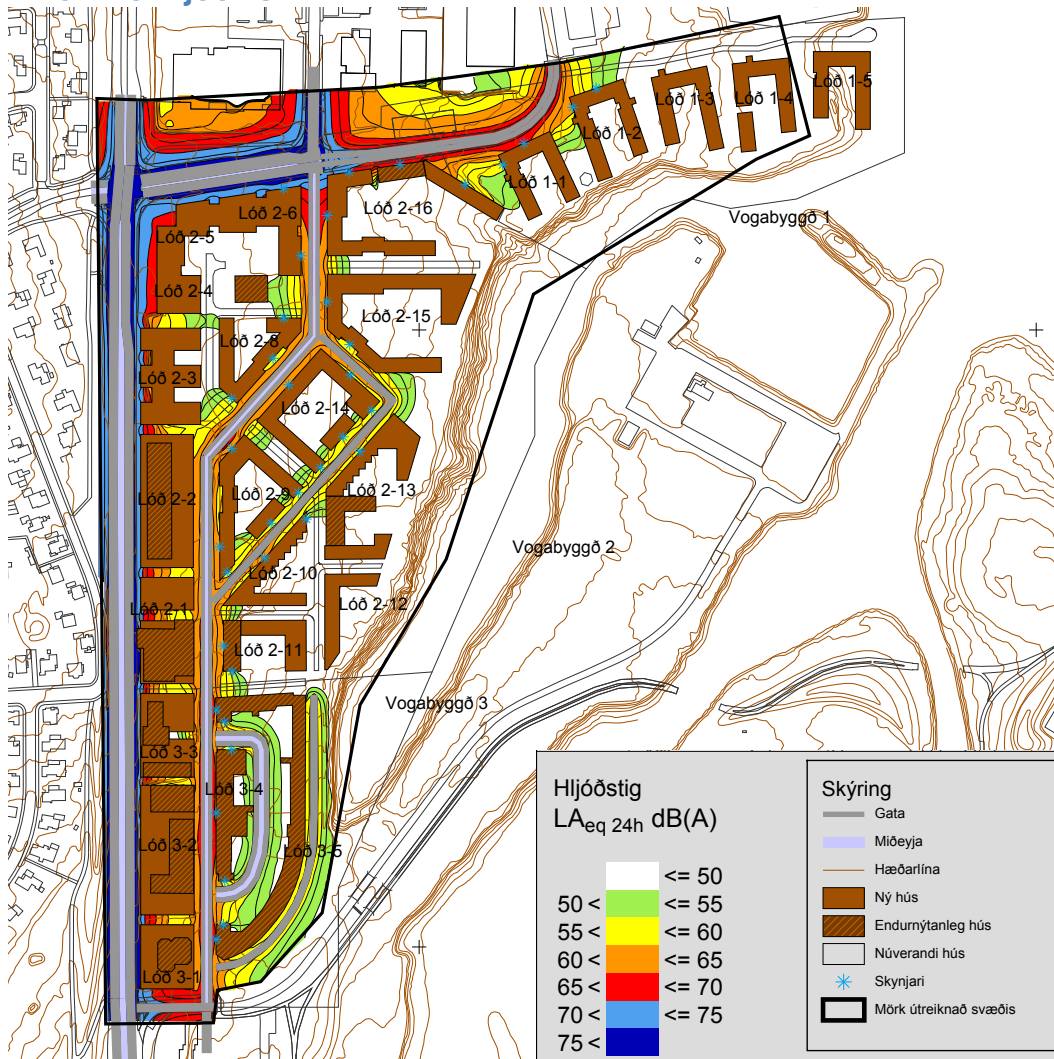 Lóð 1-5
Lóð 1-4
Lóð 1-3
Lóð 1-2
Lóð 1-1
Lóð 2-16
Lóð 2-6
Lóð 2-5
Vogabyggð 1
Lóð 2-4
Lóð 2-15
Lóð 2-8
Lóð 2-3
Lóð 2-14
Lóð 2-13
Lóð 2-9
Lóð 2-2
Vogabyggð 2
Lóð 2-10
Lóð 2-12
Lóð 2-1
Lóð 2-11
Vogabyggð 3
Lóð 3-3
Lóð 3-4
Lóð 3-2
Lóð 3-5
Lóð 3-1
Hljóðstig
LAeq 24h dB(A)
<= 50
50 < <= 55
55 < <= 60
60 < <= 65
65 < <= 70
70 < <= 75
75 <
Skýring
Gata
Miðeyja
Hæðarlína
Ný hús
Endurnýtanleg hús
Núverandi hús
Skynjari
Mörk útreiknað svæðis